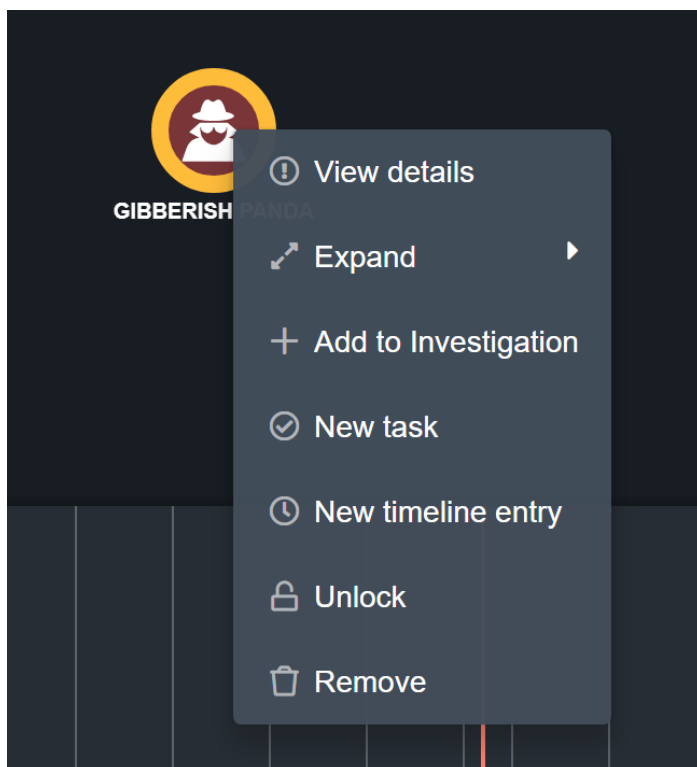 GIBBERISH PANDA
View details
Expand
Add to Investigation
New task
New timeline entry
Unlock
Remove